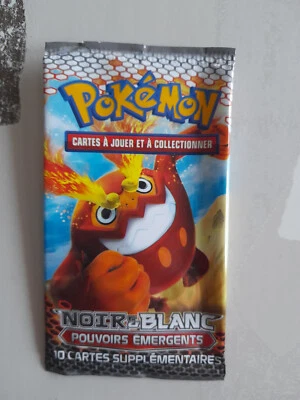 POKéMON
CARTES À JOUER ET À COLLECTIONNER
NOIR & BLANC
POUVOIRS ÉMERGENTS
10 CARTES SUPPLÉMENTAIRES